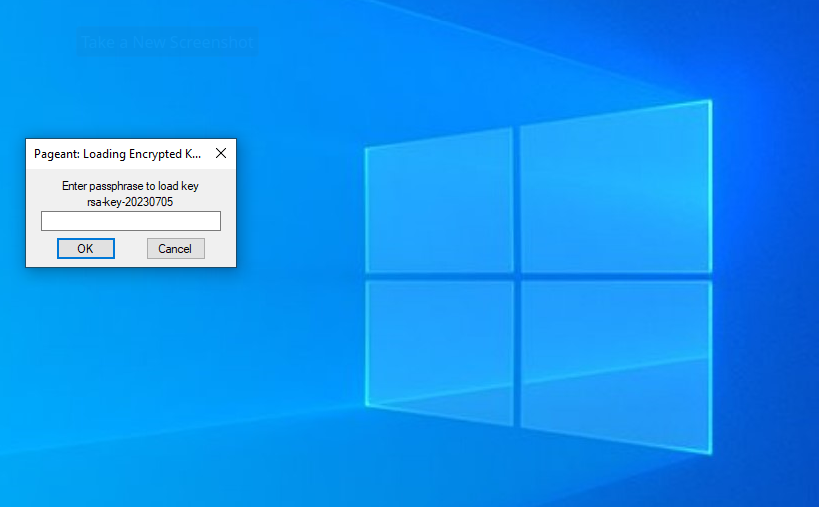 Take a New Screenshot
Pageant: Loading Encrypted K...
Enter passphrase to load key
rsa-key-20230705
OK
Cancel